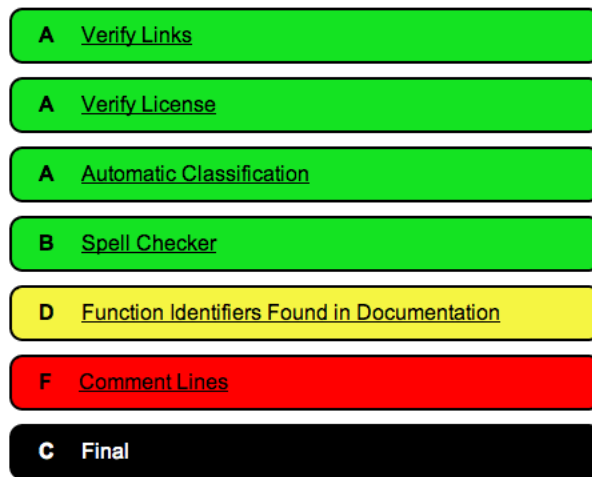 A Verify Links
A Verify License
A Automatic Classification
B Spell Checker
D Function Identifiers Found in Documentation
F Comment Lines
C Final